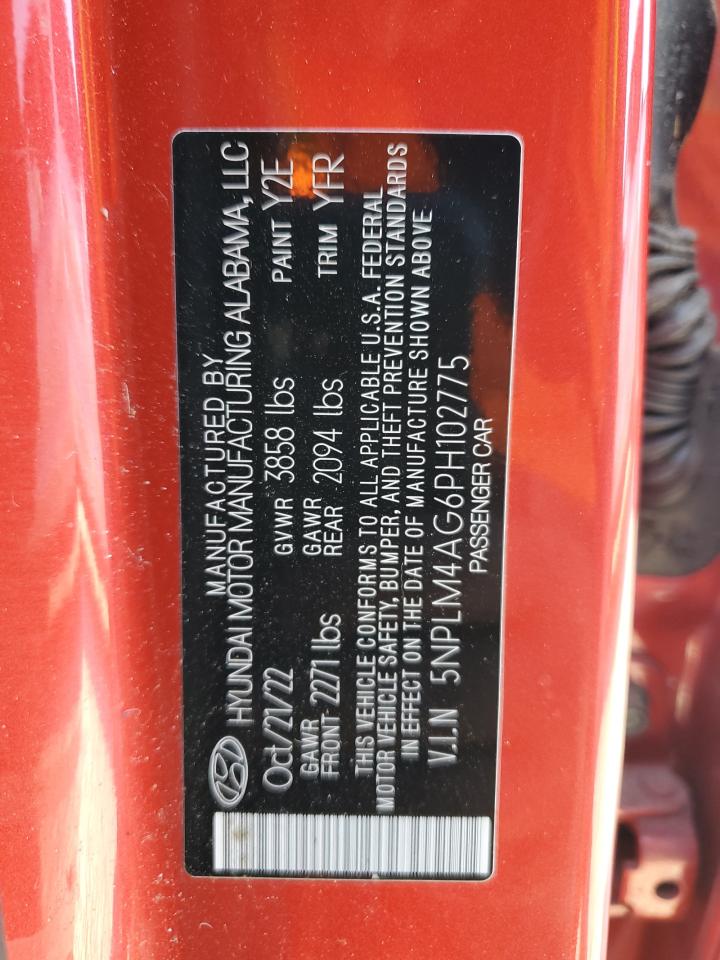 MANUFACTURED BY
HYUNDAI MOTOR MANUFACTURING ALABAMA, LLC
Oct/21/22 GVWR 3858 lbs PAINT Y2E
GAWR FRONT 2271 lbs GAWR REAR 2094 lbs TRIM YFR
THIS VEHICLE CONFORMS TO ALL APPLICABLE U.S.A. FEDERAL
MOTOR VEHICLE SAFETY, BUMPER, AND THEFT PREVENTION STANDARDS
IN EFFECT ON THE DATE OF MANUFACTURE SHOWN ABOVE
V.I.N 5NPLM4AG6PH102775
PASSENGER CAR